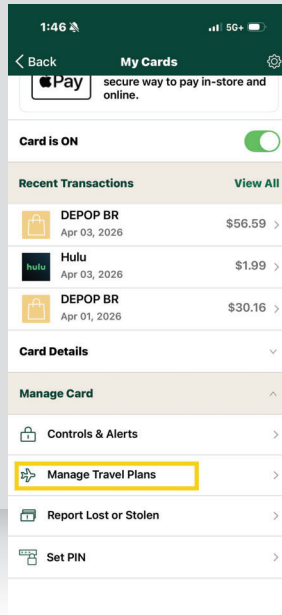 1:46 5G+
Back My Cards
Pay secure way to pay in-store and
online.
Card is ON
Recent Transactions View All
DEPOP BR
Apr 03, 2026 $56.59
hulu Hulu
Apr 03, 2026 $1.99
DEPOP BR
Apr 01, 2026 $30.16
Card Details
Manage Card
Controls & Alerts
Manage Travel Plans
Report Lost or Stolen
Set PIN